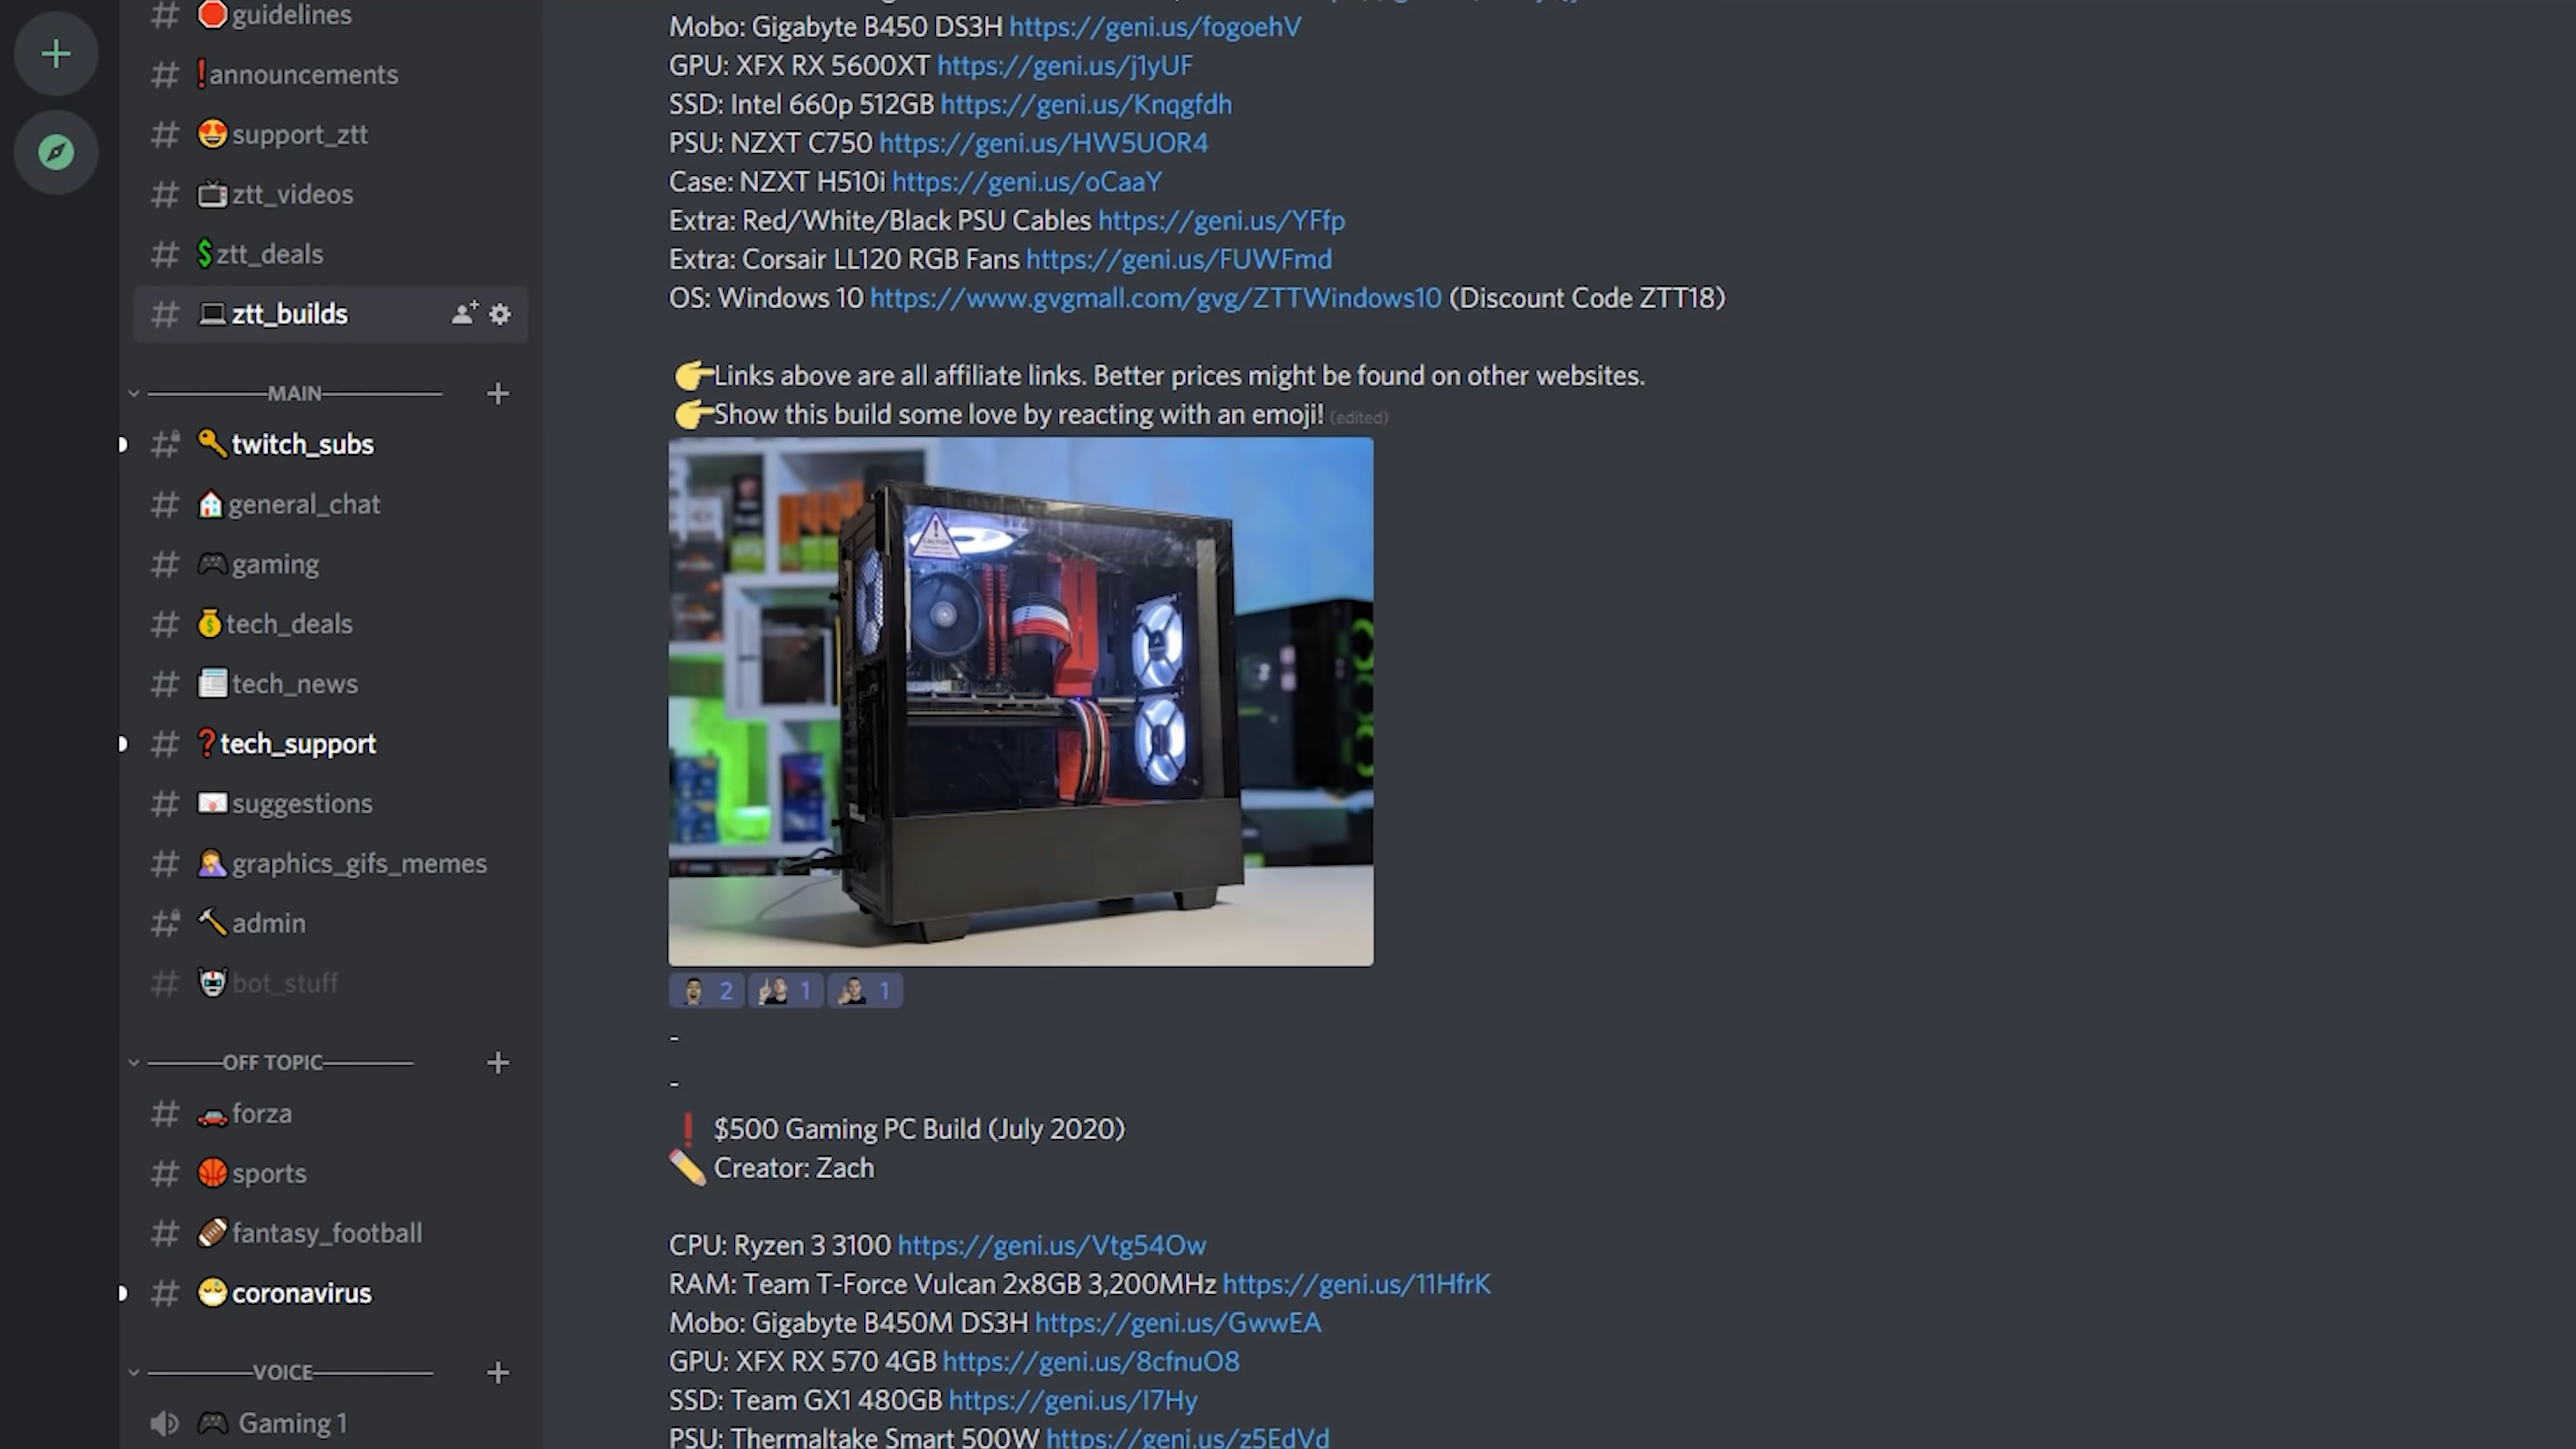 guidelines
announcements
support_ztt
ztt_videos
ztt_deals
ztt_builds
MAIN
twitch_subs
general_chat
gaming
tech_deals
tech_news
tech_support
suggestions
graphics_gifs_memes
admin
bot_stuff
OFF TOPIC
forza
sports
fantasy_football
coronavirus
VOICE
Gaming 1
Mobo: Gigabyte B450 DS3H https://geni.us/fogoehV
GPU: XFX RX 5600XT https://geni.us/j1yUF
SSD: Intel 660p 512GB https://geni.us/Knqgfdh
PSU: NZXT C750 https://geni.us/HW5UOR4
Case: NZXT H510i https://geni.us/oCaaY
Extra: Red/White/Black PSU Cables https://geni.us/YFfp
Extra: Corsair LL120 RGB Fans https://geni.us/FUWFmd
OS: Windows 10 https://www.gvgmall.com/gvg/ZTTWindows10 (Discount Code ZTT18)
Links above are all affiliate links. Better prices might be found on other websites.
Show this build some love by reacting with an emoji! (edited)
CAUTION
2 1 1
-
-
$500 Gaming PC Build (July 2020)
Creator: Zach
CPU: Ryzen 3 3100 https://geni.us/Vtg54Ow
RAM: Team T-Force Vulcan 2x8GB 3,200MHz https://geni.us/11HfrK
Mobo: Gigabyte B450M DS3H https://geni.us/GwwEA
GPU: XFX RX 570 4GB https://geni.us/8cfnuO8
SSD: Team GX1 480GB https://geni.us/I7Hy
PSU: Thermaltake Smart 500W https://geni.us/z5EdVd